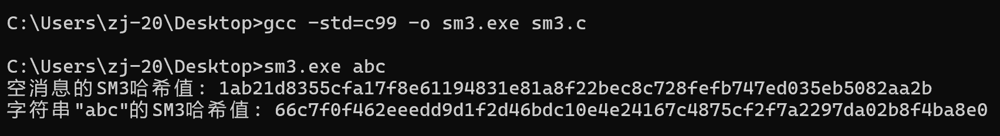 C:\Users\zj-20\Desktop>gcc -std=c99 -o sm3.exe sm3.c
C:\Users\zj-20\Desktop>sm3.exe abc
空消息的SM3哈希值: 1ab21d8355cfa17f8e61194831e81a8f22bec8c728fefb747ed035eb5082aa2b
字符串"abc"的SM3哈希值: 66c7f0f462eeedd9d1f2d46bdc10e4e24167c4875cf2f7a2297da02b8f4ba8e0